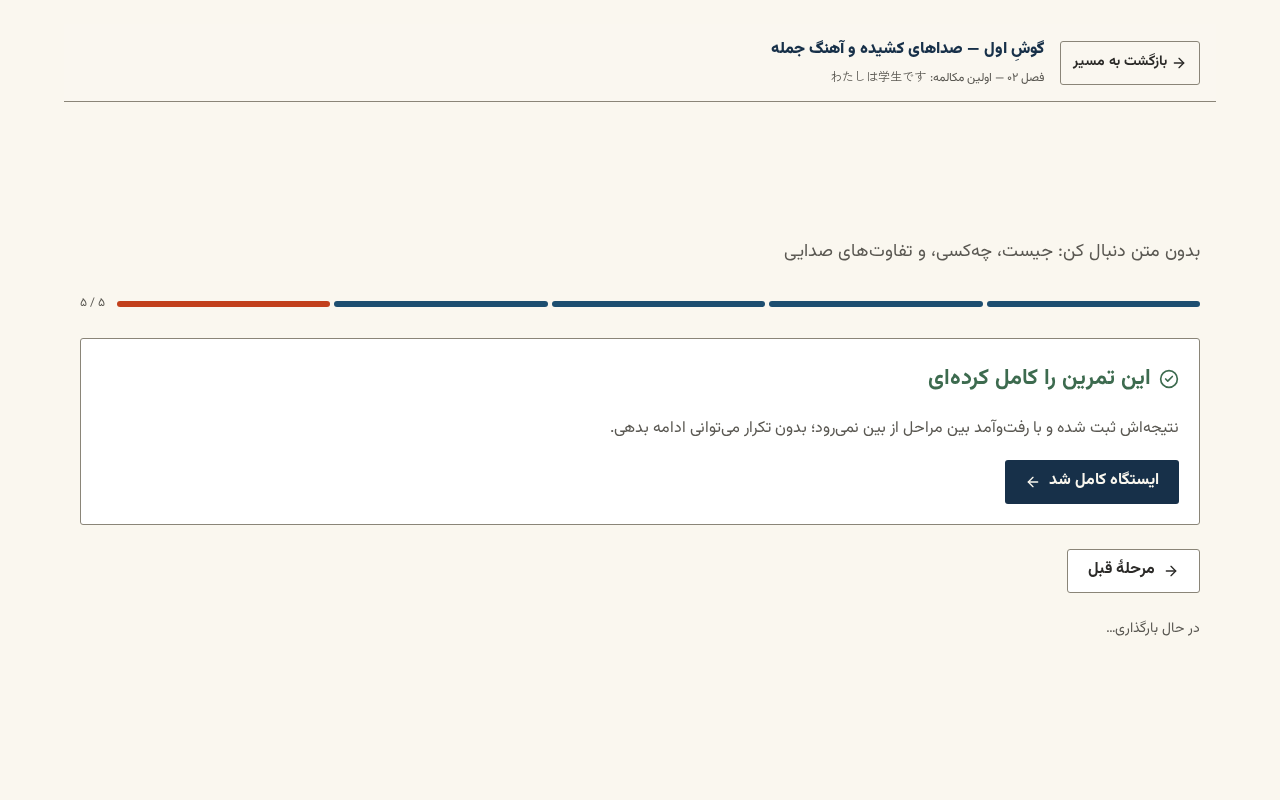 بازگشت به مسیر
گوشِ اول — صداهای کشیده و آهنگ جمله
فصل ۰۲ — اولین مکالمه: わたしは学生です
بدون متن دنبال کن: جیست، چه‌کسی، و تفاوت‌های صدایی
۵ / ۵
این تمرین را کامل کرده‌ای
نتیجه‌اش ثبت شده و با رفت‌وآمد بین مراحل از بین نمی‌رود؛ بدون تکرار می‌توانی ادامه بدهی.
ایستگاه کامل شد
مرحلهٔ قبل
در حال بارگذاری…